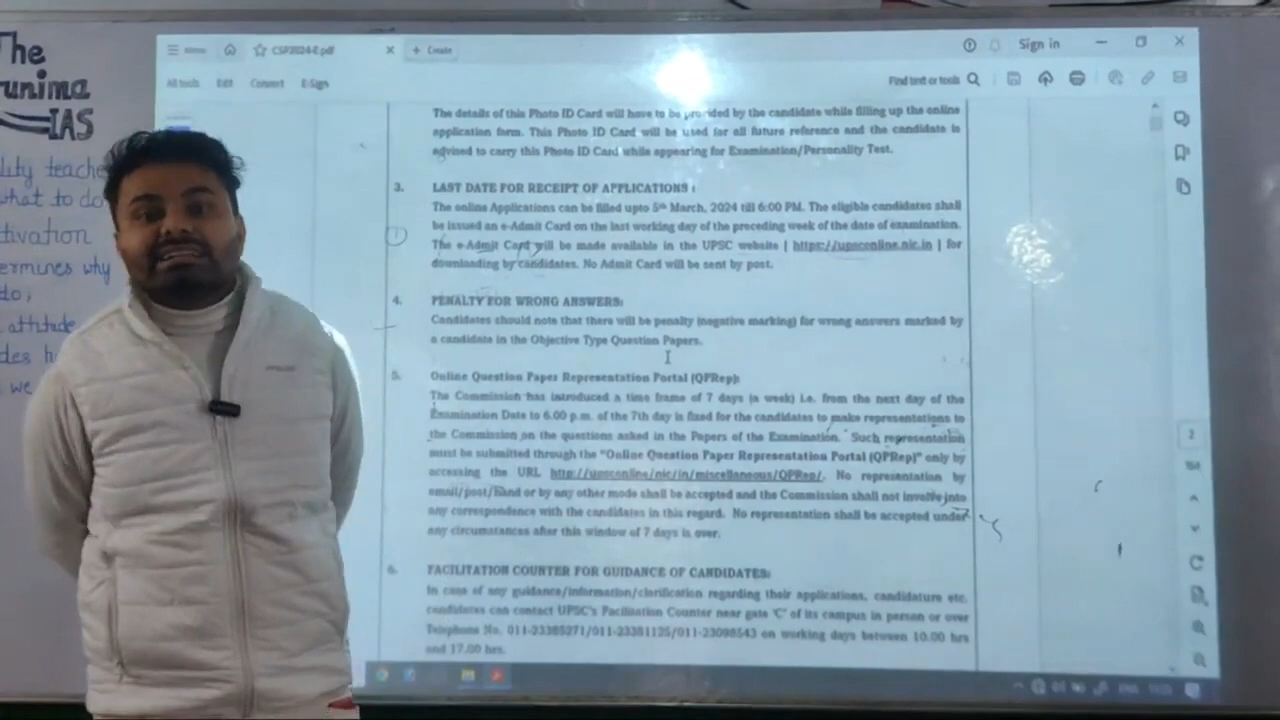 The
unima
IAS
lity teache
what to do
tivation
ermines why
do;
attitude
des h
we
Home
CSP2024-E.pdf
+ Create
Sign in
All tools Edit Convert E-Sign
Find text or tools
The details of this Photo ID Card will have to be provided by the candidate while filling up the online
application form. This Photo ID Card will be used for all future reference and the candidate is
advised to carry this Photo ID Card while appearing for Examination/Personality Test.
3. LAST DATE FOR RECEIPT OF APPLICATIONS :
The online Applications can be filled upto 5th March, 2024 till 6:00 PM. The eligible candidates shall
be issued an e-Admit Card on the last working day of the preceding week of the date of examination.
The e-Admit Card will be made available in the UPSC website | https://upsconline.nic.in | for
downloading by candidates. No Admit Card will be sent by post.
4. PENALTY FOR WRONG ANSWERS:
Candidates should note that there will be penalty (negative marking) for wrong answers marked by
a candidate in the Objective Type Question Papers.
5. Online Question Paper Representation Portal (QPRep):
The Commission has introduced a time frame of 7 days (a week) i.e. from the next day of the
Examination Date to 6.00 p.m. of the 7th day is fixed for the candidates to make representations to
the Commission on the questions asked in the Papers of the Examination. Such representation
must be submitted through the "Online Question Paper Representation Portal (QPRep)" only by
accessing the URL http://upsconline/nic/in/miscellaneous/QPRep/. No representation by
email/post/hand or by any other mode shall be accepted and the Commission shall not involve into
any correspondence with the candidates in this regard. No representation shall be accepted under
any circumstances after this window of 7 days is over.
6. FACILITATION COUNTER FOR GUIDANCE OF CANDIDATES:
In case of any guidance/information/clarification regarding their applications, candidature etc.
candidates can contact UPSC's Facilitation Counter near gate 'C' of its campus in person or over
Telephone No. 011-23385271/011-23381125/011-23098543 on working days between 10.00 hrs
and 17.00 hrs.
2
ENG